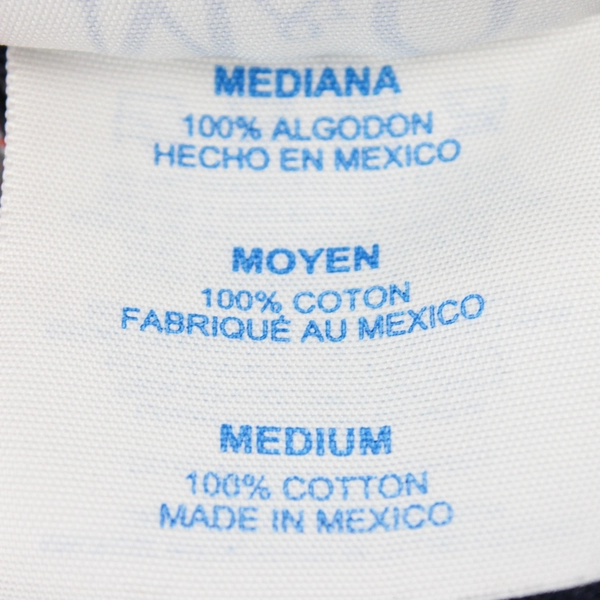 MEDIANA
100% ALGODON
HECHO EN MEXICO
MOYEN
100% COTON
FABRIQUÉ AU MEXICO
MEDIUM
100% COTTON
MADE IN MEXICO